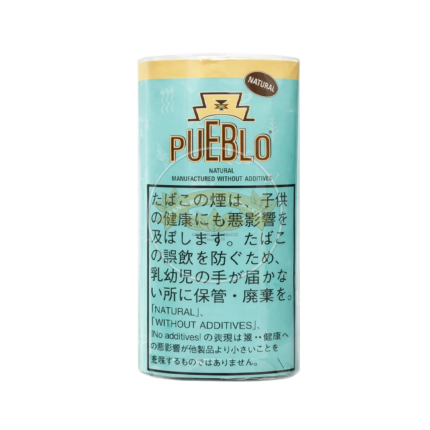 NATURAL
PUEBLO
NATURAL
MANUFACTURED WITHOUT ADDITIVES
たばこの煙は、子供
の健康にも悪影響を
及ぼします。たばこ
の誤飲を防ぐため、
乳幼児の手が届かな
い所に保管・廃棄を。
「NATURAL」、
「WITHOUT ADDITIVES」、
「No additives」の表現は
健康へ
の悪影響が他製品より小さいことを
意味するものではありません。